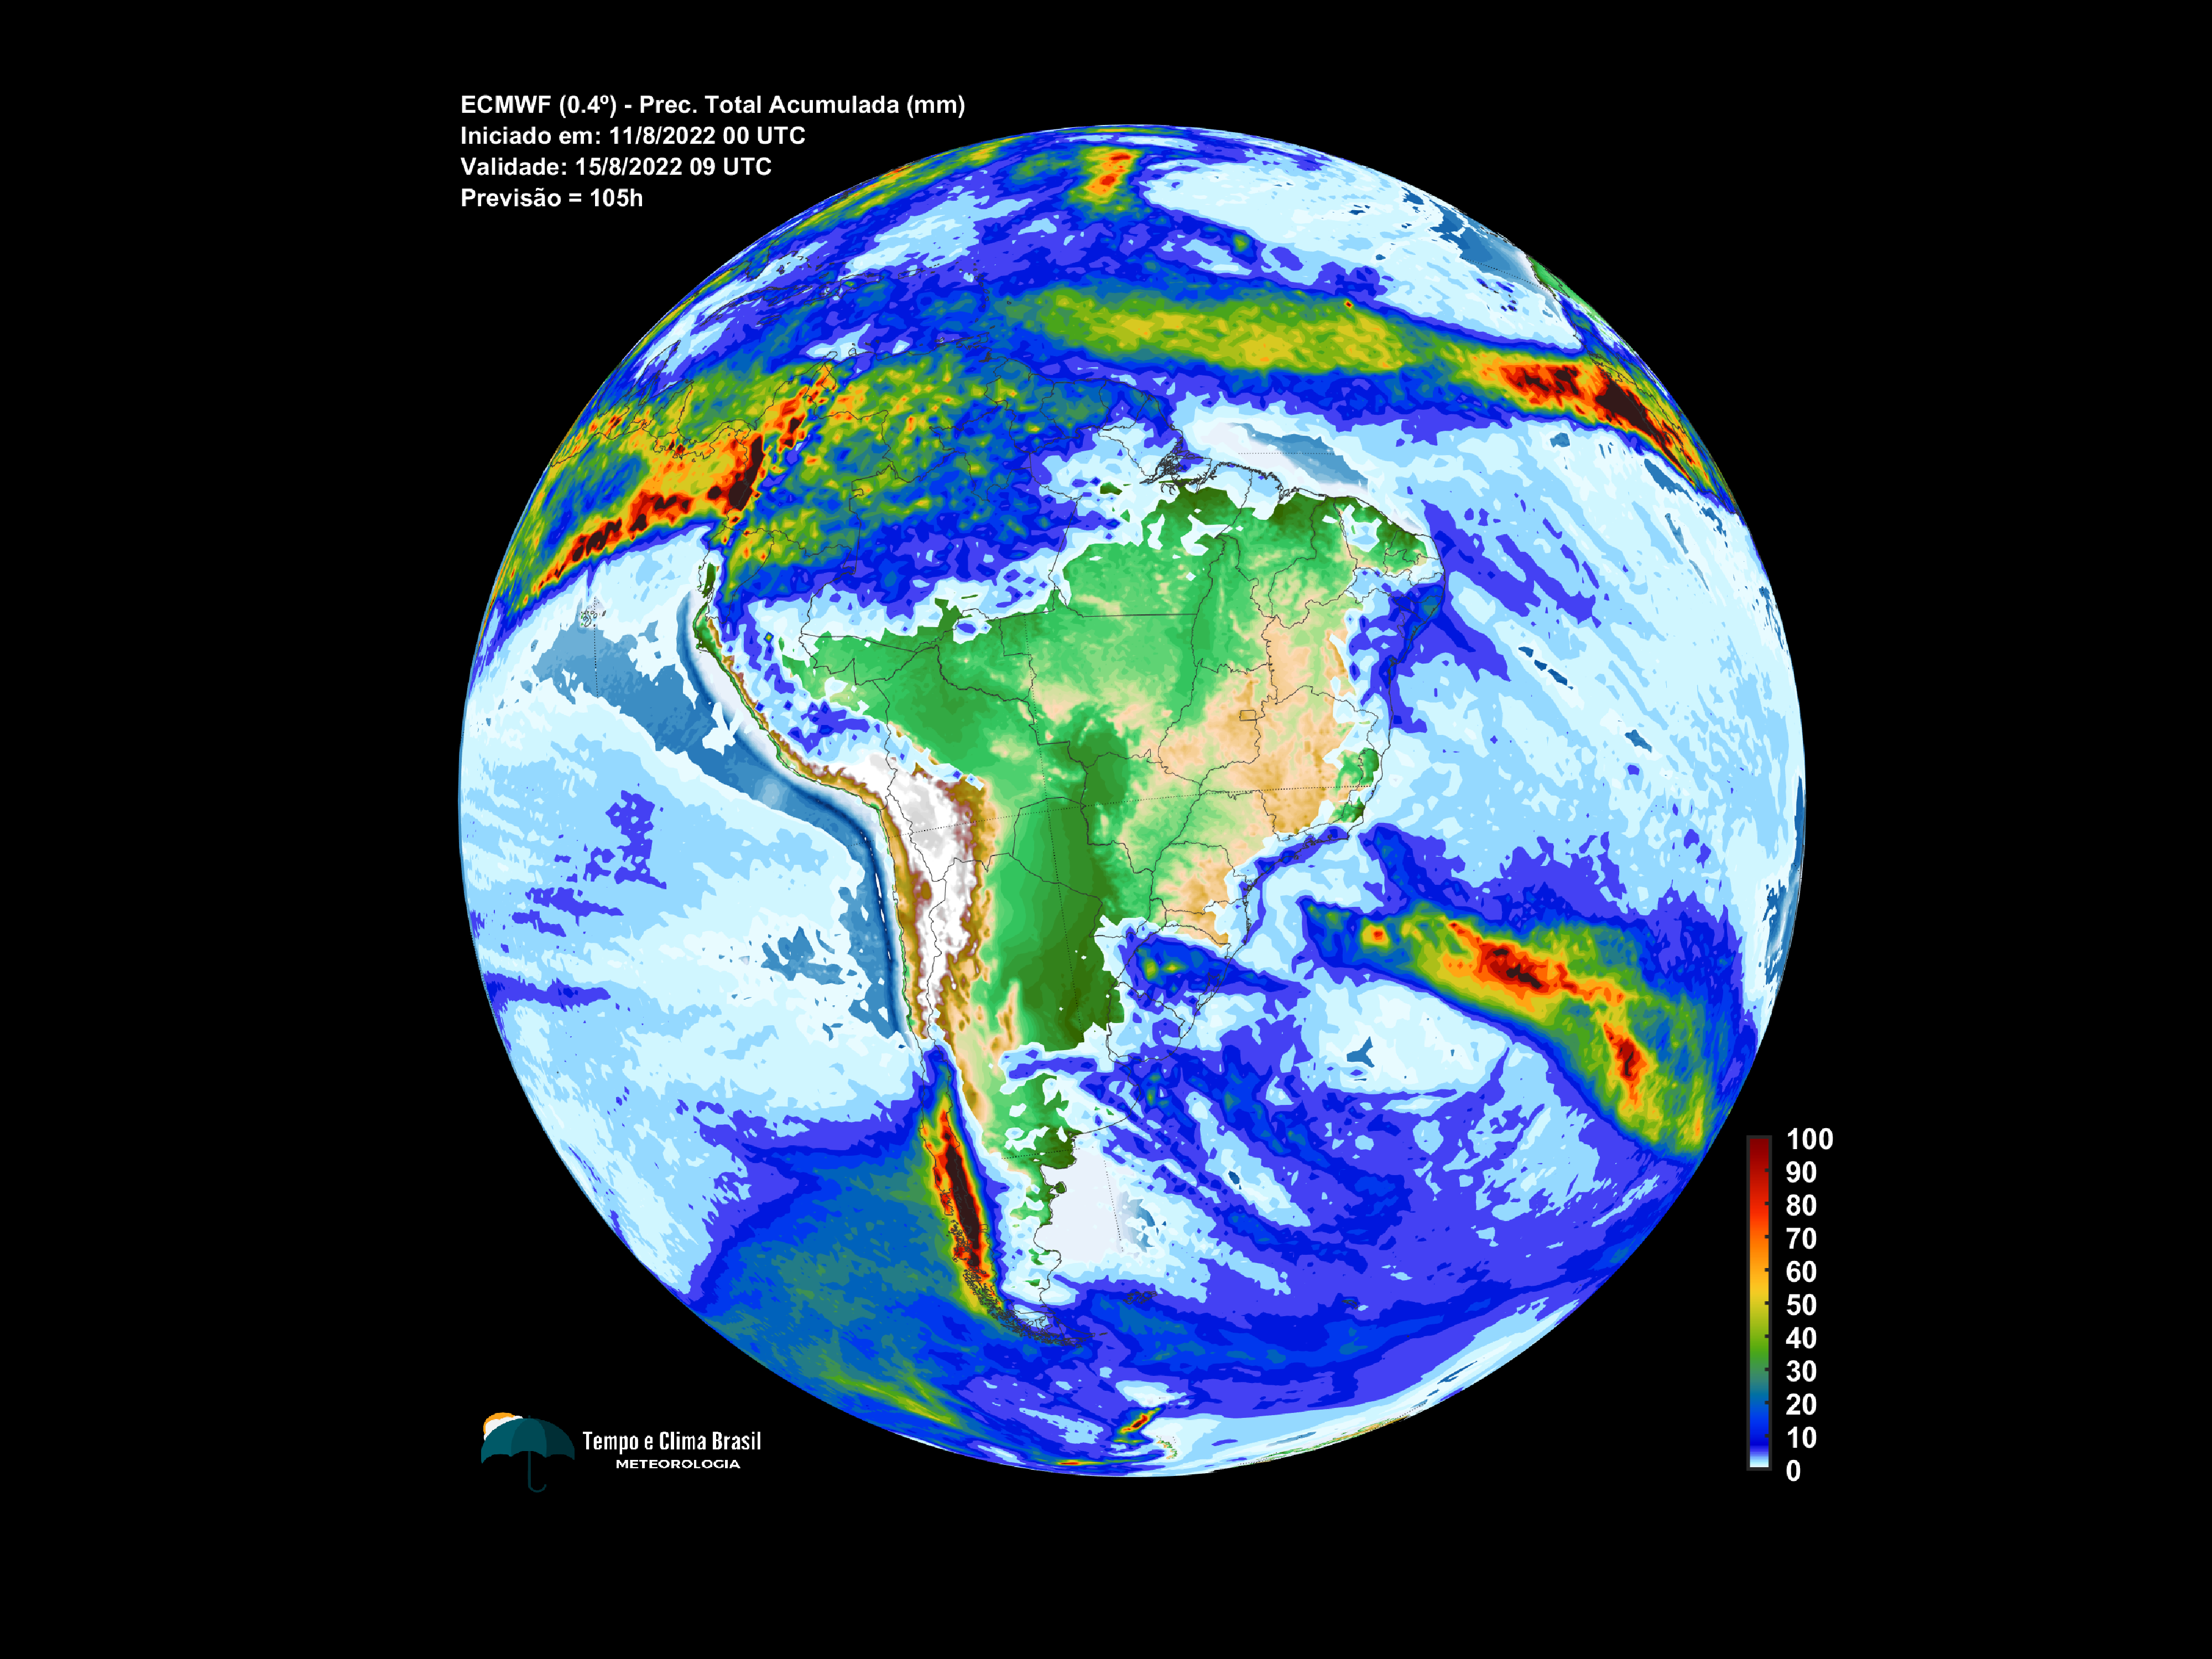 ECMWF (0.4º) - Prec. Total Acumulada (mm)
Iniciado em: 11/8/2022 00 UTC
Validade: 15/8/2022 09 UTC
Previsão = 105h
100
90
80
70
60
50
40
30
20
10
0
Tempo e Clima Brasil
METEOROLOGIA